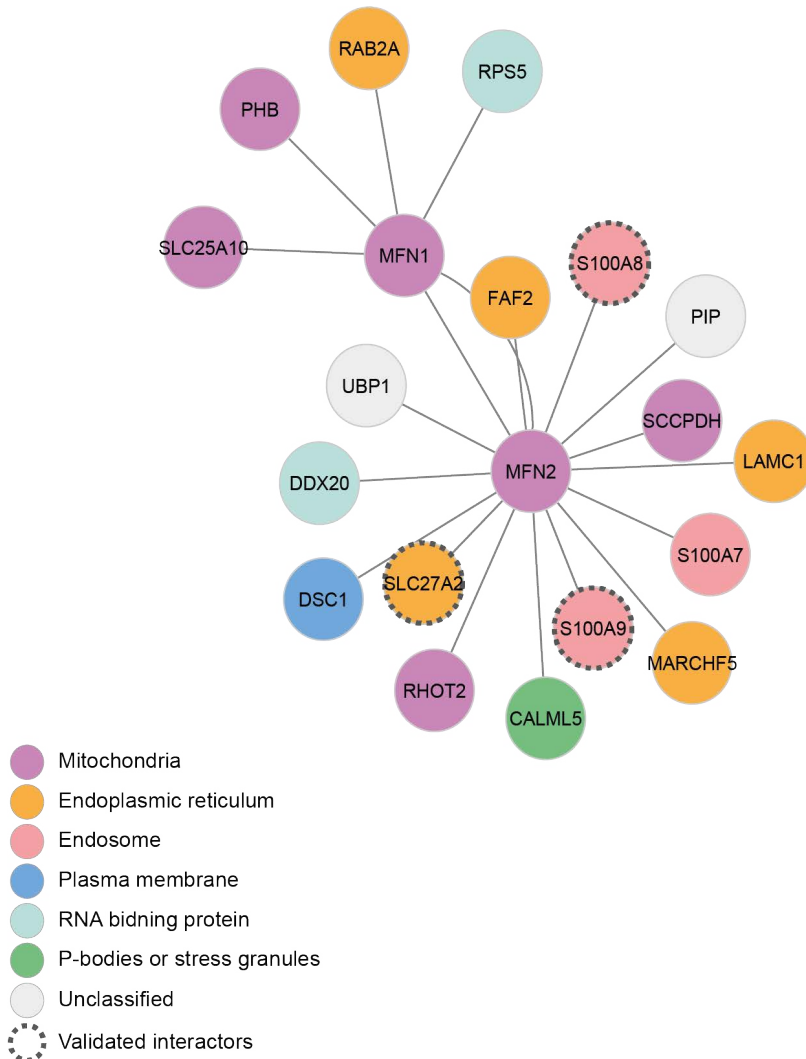 RAB2A
RPS5
PHB
SLC25A10
MFN1
S100A8
FAF2
PIP
UBP1
SCCPDH
LAMC1
MFN2
DDX20
S100A7
SLC27A2
DSC1
S100A9
MARCHF5
RHOT2
CALML5
Mitochondria
Endoplasmic reticulum
Endosome
Plasma membrane
RNA bidning protein
P-bodies or stress granules
Unclassified
Validated interactors